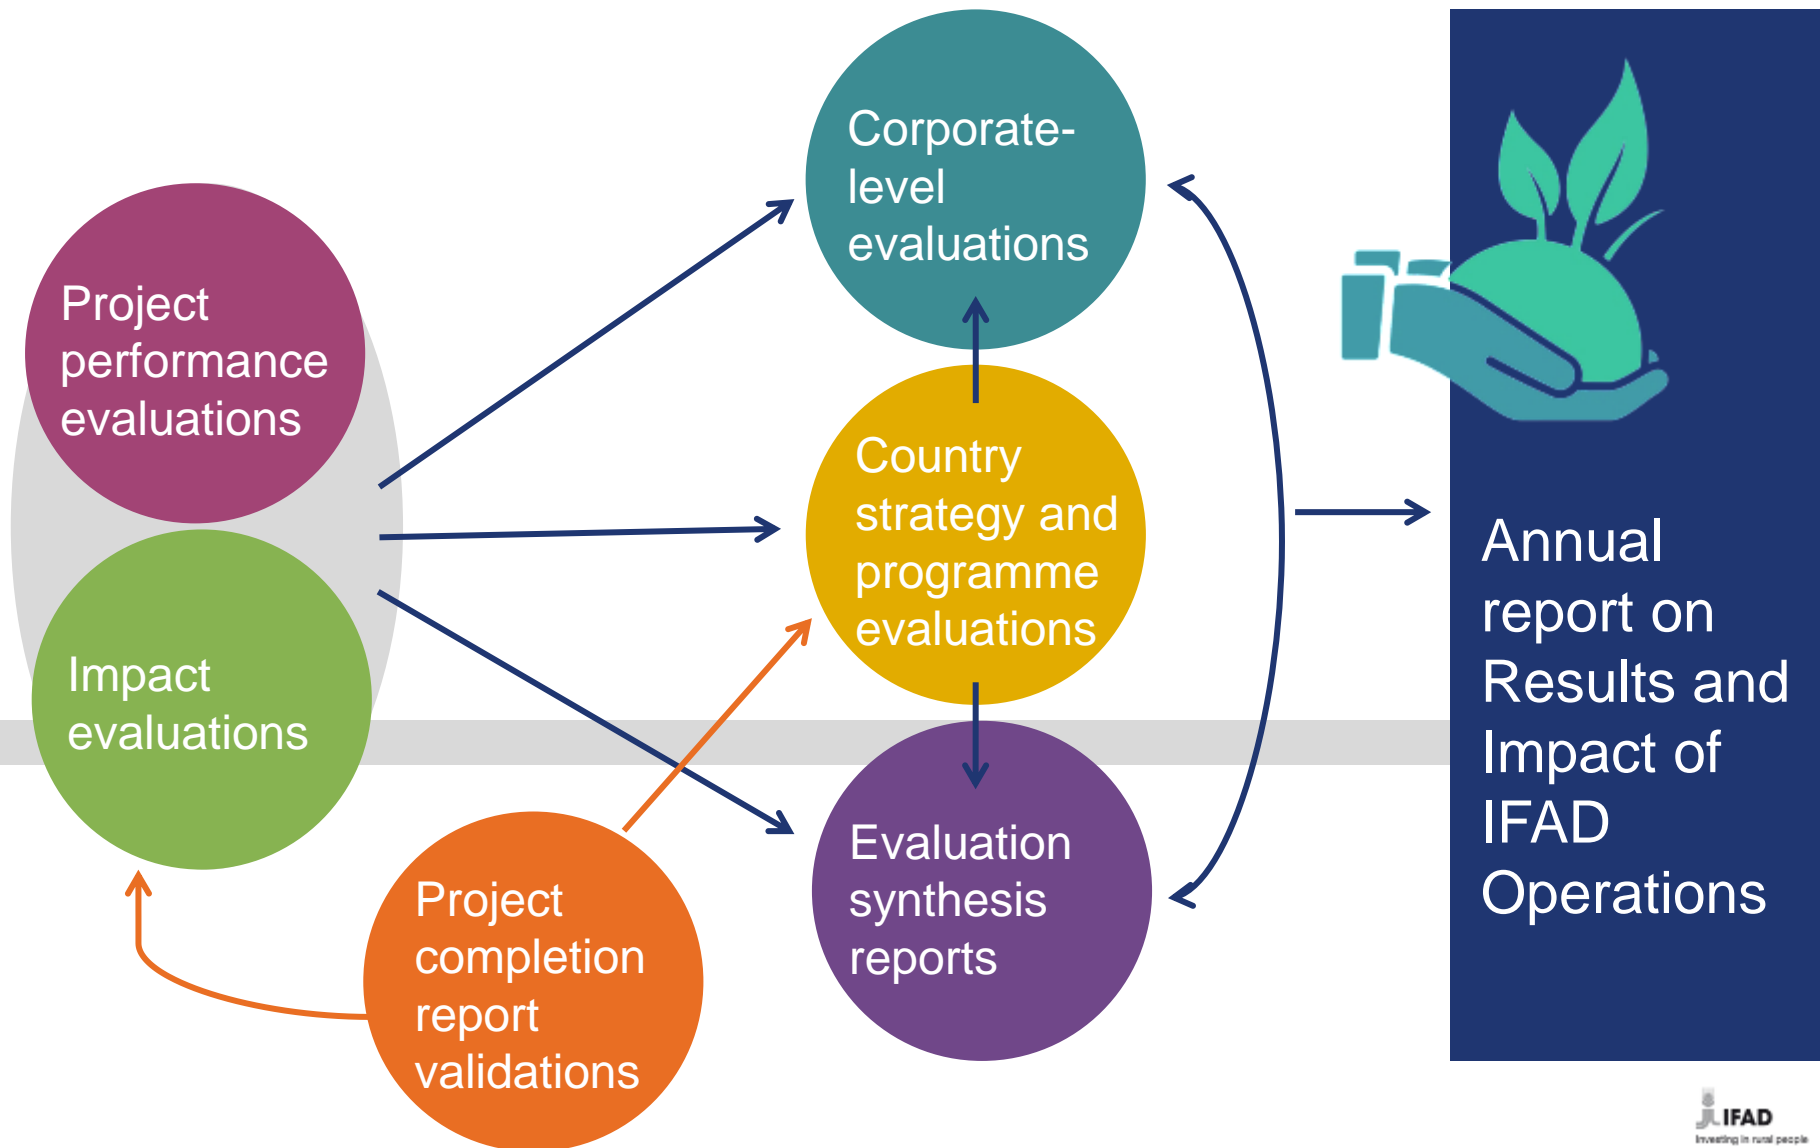 Project
performance
evaluations
Impact
evaluations
Project
completion
report
validations
Corporate-
level
evaluations
Country
strategy and
programme
evaluations
Evaluation
synthesis
reports
Annual
report on
Results and
Impact of
IFAD
Operations
IFAD
Investing in rural people